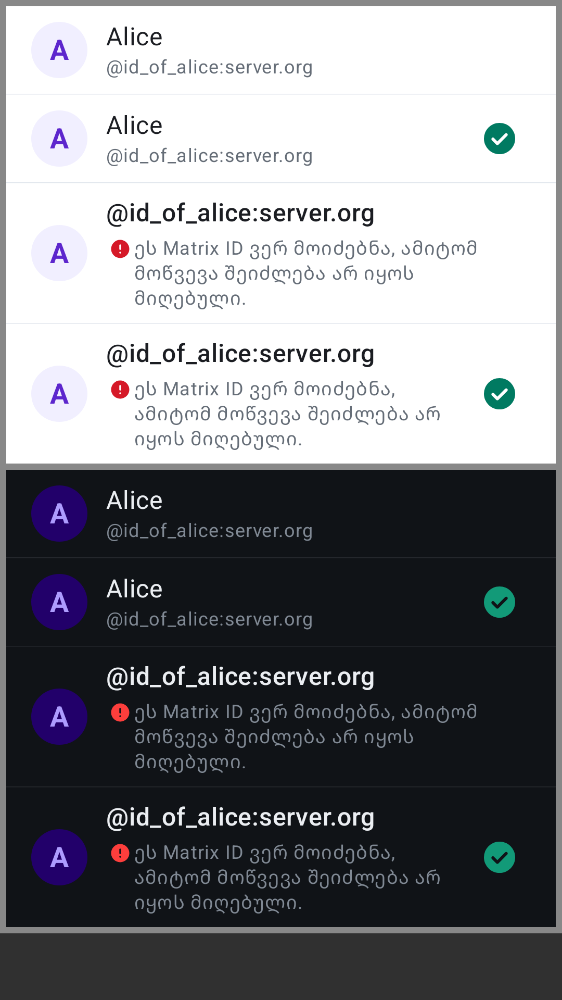 A
Alice
@id_of_alice:server.org
A
Alice
@id_of_alice:server.org
A
@id_of_alice:server.org
ეს Matrix ID ვერ მოიძებნა, ამიტომ
მოწვევა შეიძლება არ იყოს
მიღებული.
A
@id_of_alice:server.org
ეს Matrix ID ვერ მოიძებნა,
ამიტომ მოწვევა შეიძლება არ
იყოს მიღებული.
A
Alice
@id_of_alice:server.org
A
Alice
@id_of_alice:server.org
A
@id_of_alice:server.org
ეს Matrix ID ვერ მოიძებნა, ამიტომ
მოწვევა შეიძლება არ იყოს
მიღებული.
A
@id_of_alice:server.org
ეს Matrix ID ვერ მოიძებნა,
ამიტომ მოწვევა შეიძლება არ
იყოს მიღებული.